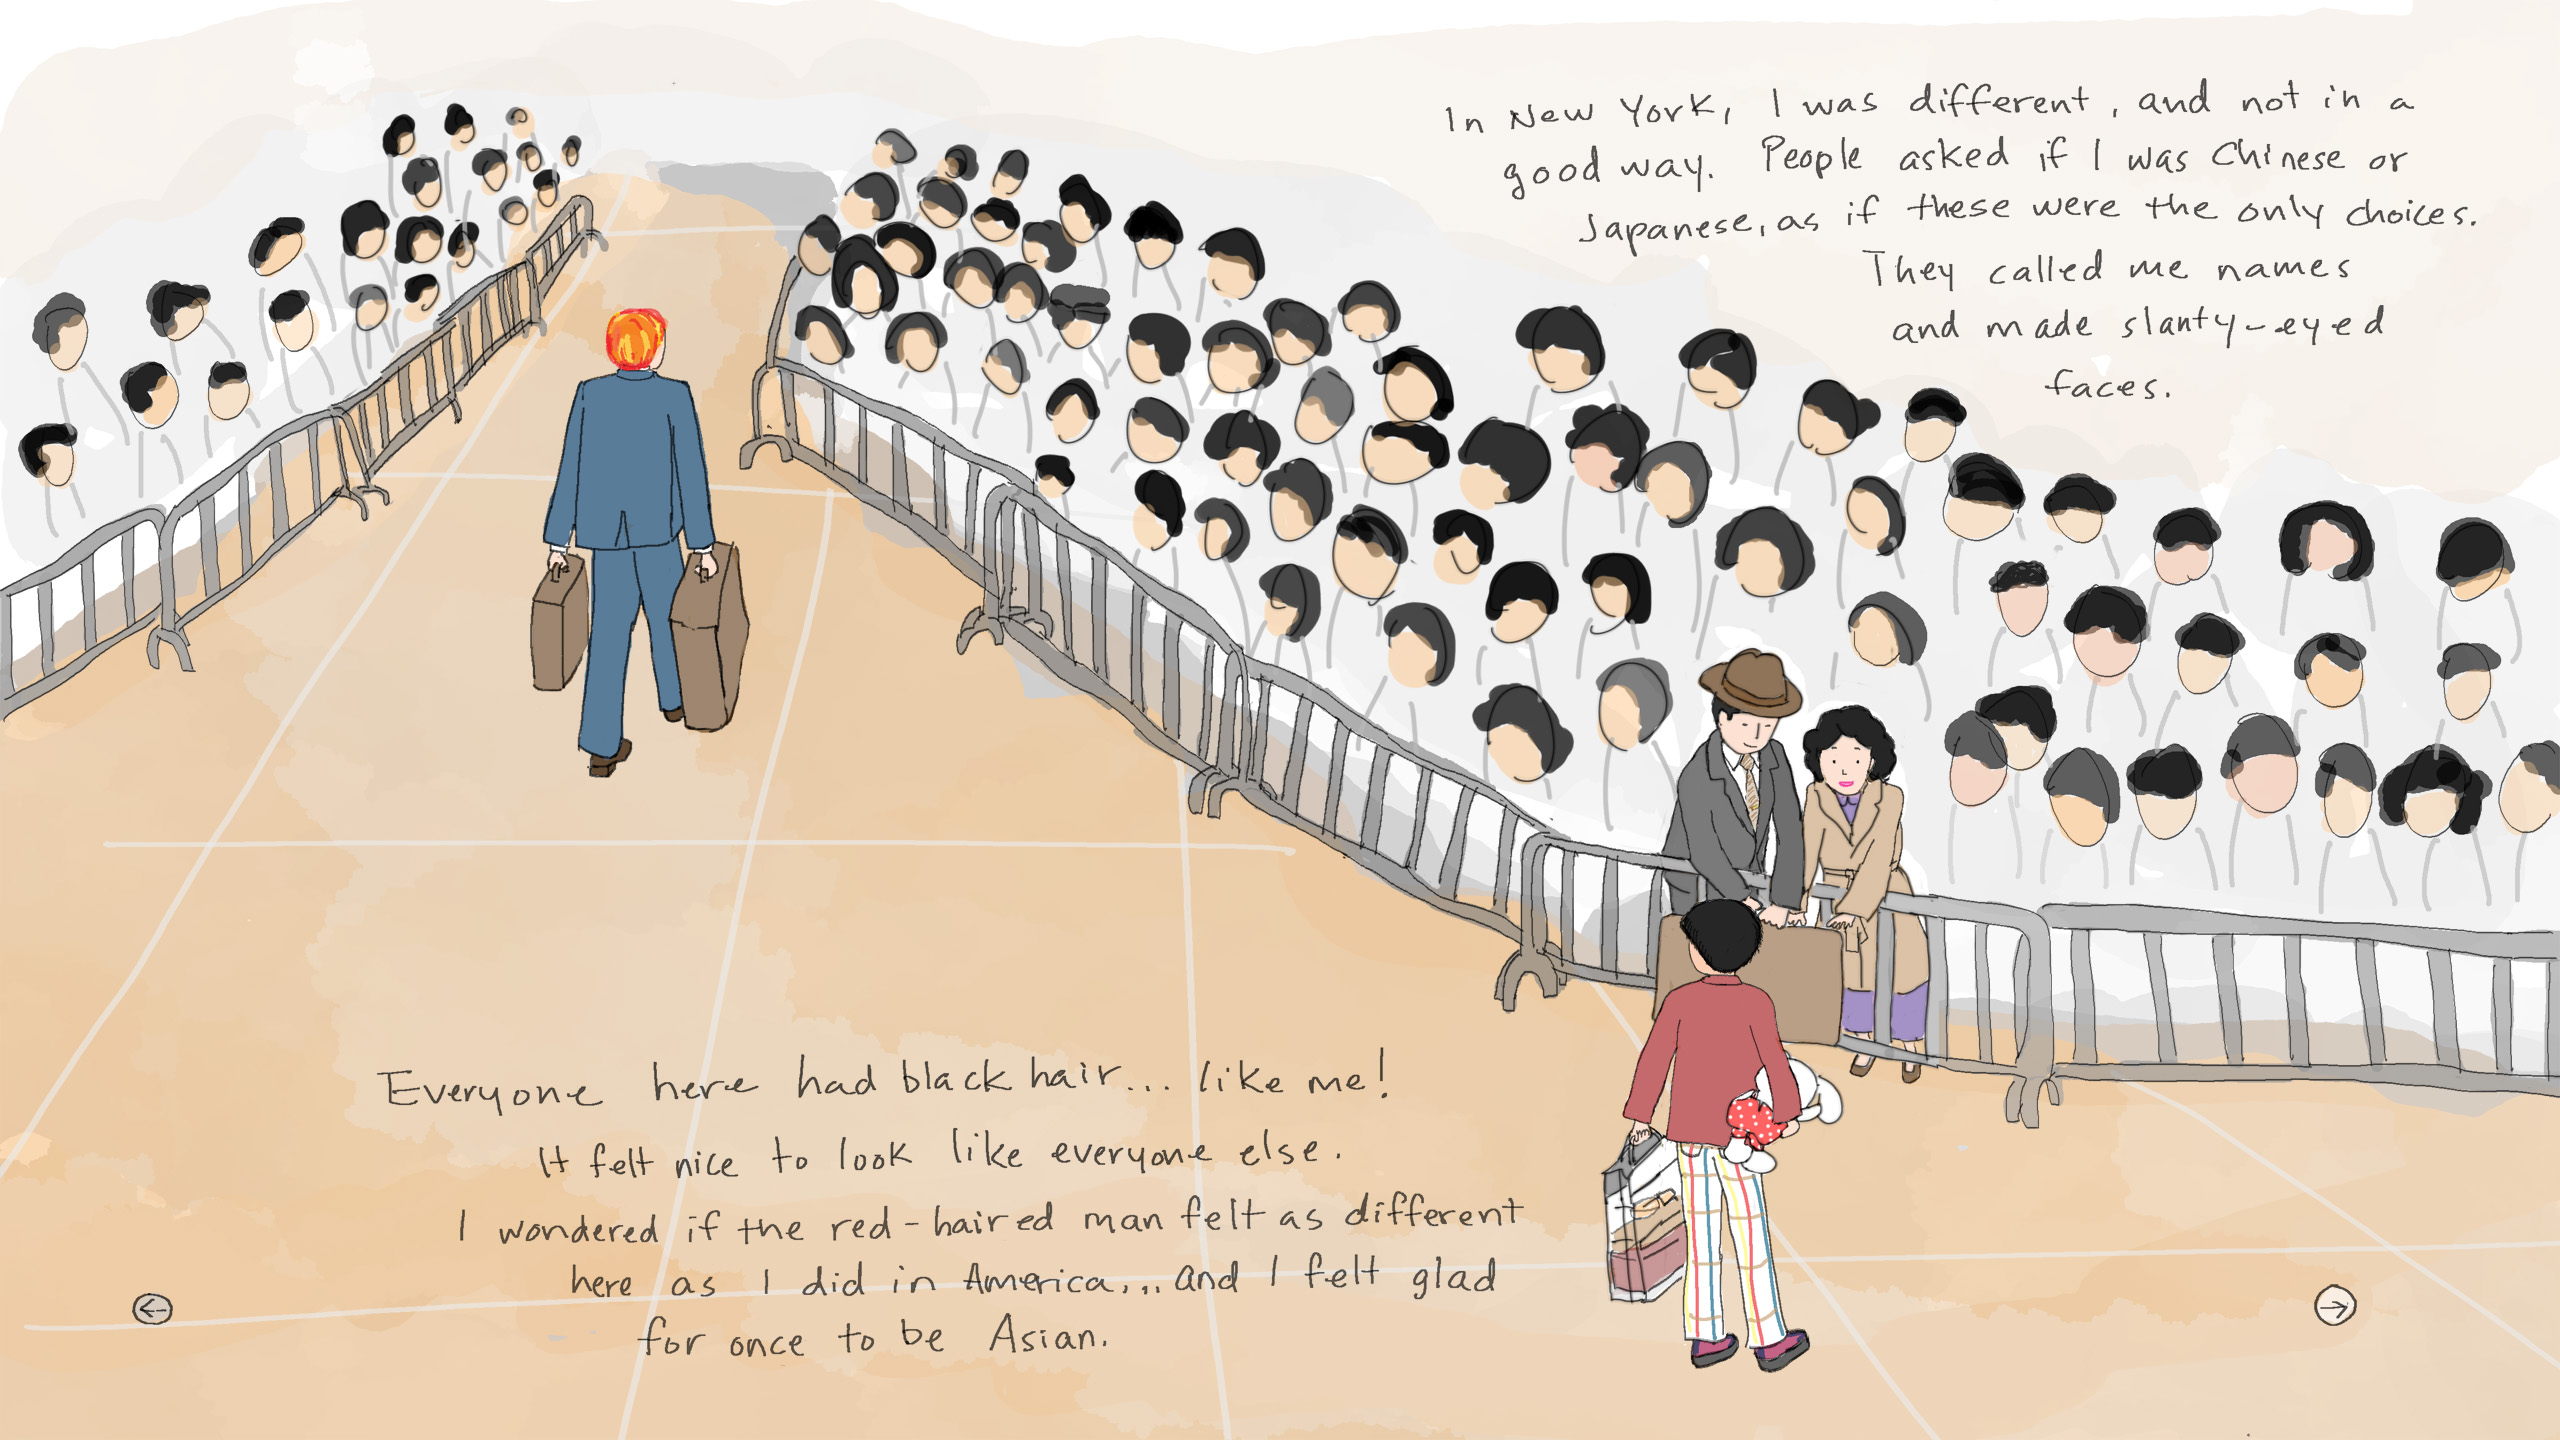 In New York, I was different, and not in a
good way. People asked if I was Chinese or
Japanese, as if these were the only choices.
They called me names
and made slanty-eyed
faces.
Everyone here had black hair... like me!
It felt nice to look like everyone else.
I wondered if the red-haired man felt as different
here as I did in America... and I felt glad
for once to be Asian.